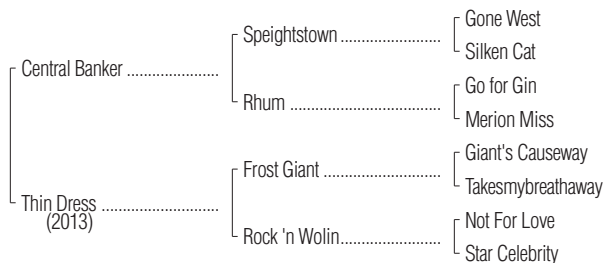 Gone West
Speightstown
Silken Cat
Central Banker
Go for Gin
Rhum
Merion Miss
Giant's Causeway
Frost Giant
Takesmybreathaway
Thin Dress
(2013)
Not For Love
Rock 'n Wolin
Star Celebrity